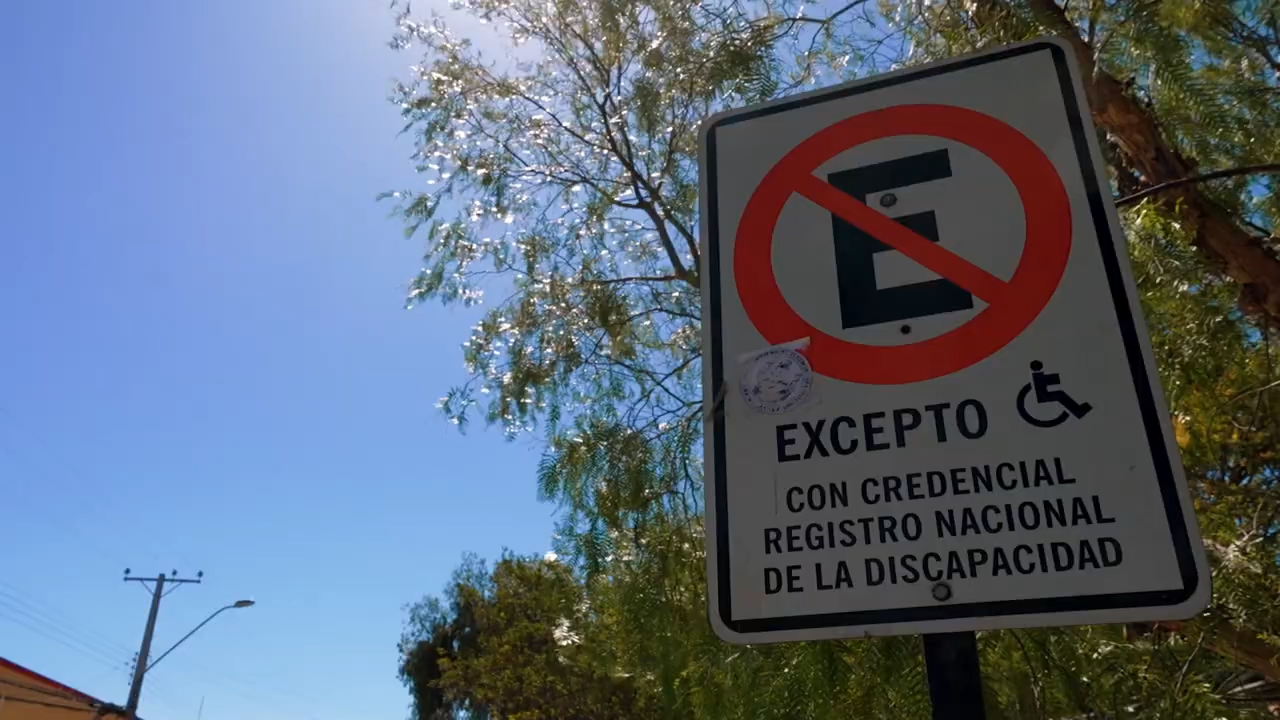 E
EXCEPTO
CON CREDENCIAL
REGISTRO NACIONAL
DE LA DISCAPACIDAD